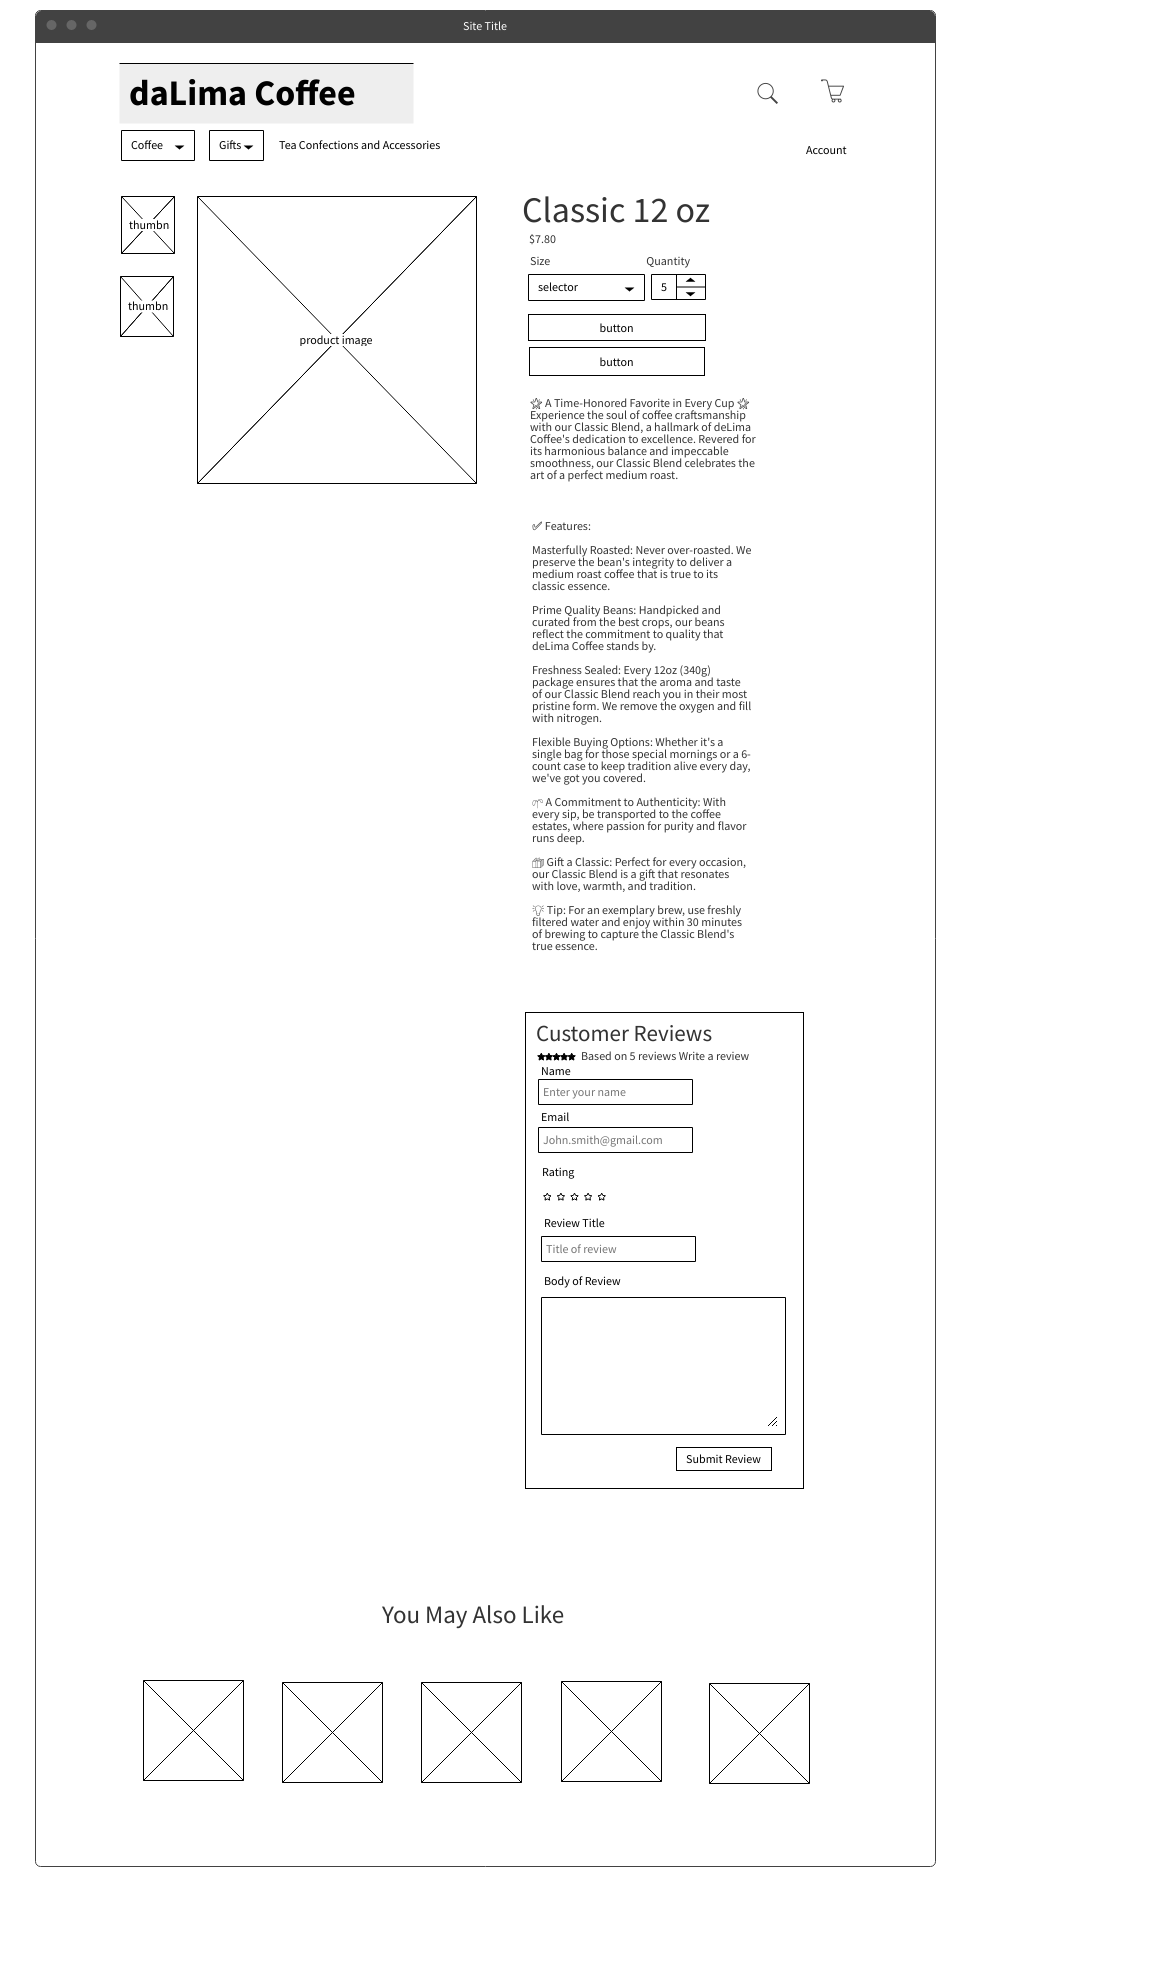 Site Title
daLima Coffee
Coffee
Gifts
Tea Confections and Accessories
Account
thumbn
thumbn
product image
Classic 12 oz
$7.80
Size
Quantity
selector
5
button
button
A Time-Honored Favorite in Every Cup
Experience the soul of coffee craftsmanship
with our Classic Blend, a hallmark of deLima
Coffee's dedication to excellence. Revered for
its harmonious balance and impeccable
smoothness, our Classic Blend celebrates the
art of a perfect medium roast.
✅ Features:
Masterfully Roasted: Never over-roasted. We
preserve the bean's integrity to deliver a
medium roast coffee that is true to its
classic essence.
Prime Quality Beans: Handpicked and
curated from the best crops, our beans
reflect the commitment to quality that
deLima Coffee stands by.
Freshness Sealed: Every 12oz (340g)
package ensures that the aroma and taste
of our Classic Blend reach you in their most
pristine form. We remove the oxygen and fill
with nitrogen.
Flexible Buying Options: Whether it's a
single bag for those special mornings or a 6-
count case to keep tradition alive every day,
we've got you covered.
🌱 A Commitment to Authenticity: With
every sip, be transported to the coffee
estates, where passion for purity and flavor
runs deep.
🎁 Gift a Classic: Perfect for every occasion,
our Classic Blend is a gift that resonates
with love, warmth, and tradition.
💡 Tip: For an exemplary brew, use freshly
filtered water and enjoy within 30 minutes
of brewing to capture the Classic Blend's
true essence.
Customer Reviews
★★★★★ Based on 5 reviews Write a review
Name
Enter your name
Email
John.smith@gmail.com
Rating
☆ ☆ ☆ ☆ ☆
Review Title
Title of review
Body of Review
Submit Review
You May Also Like